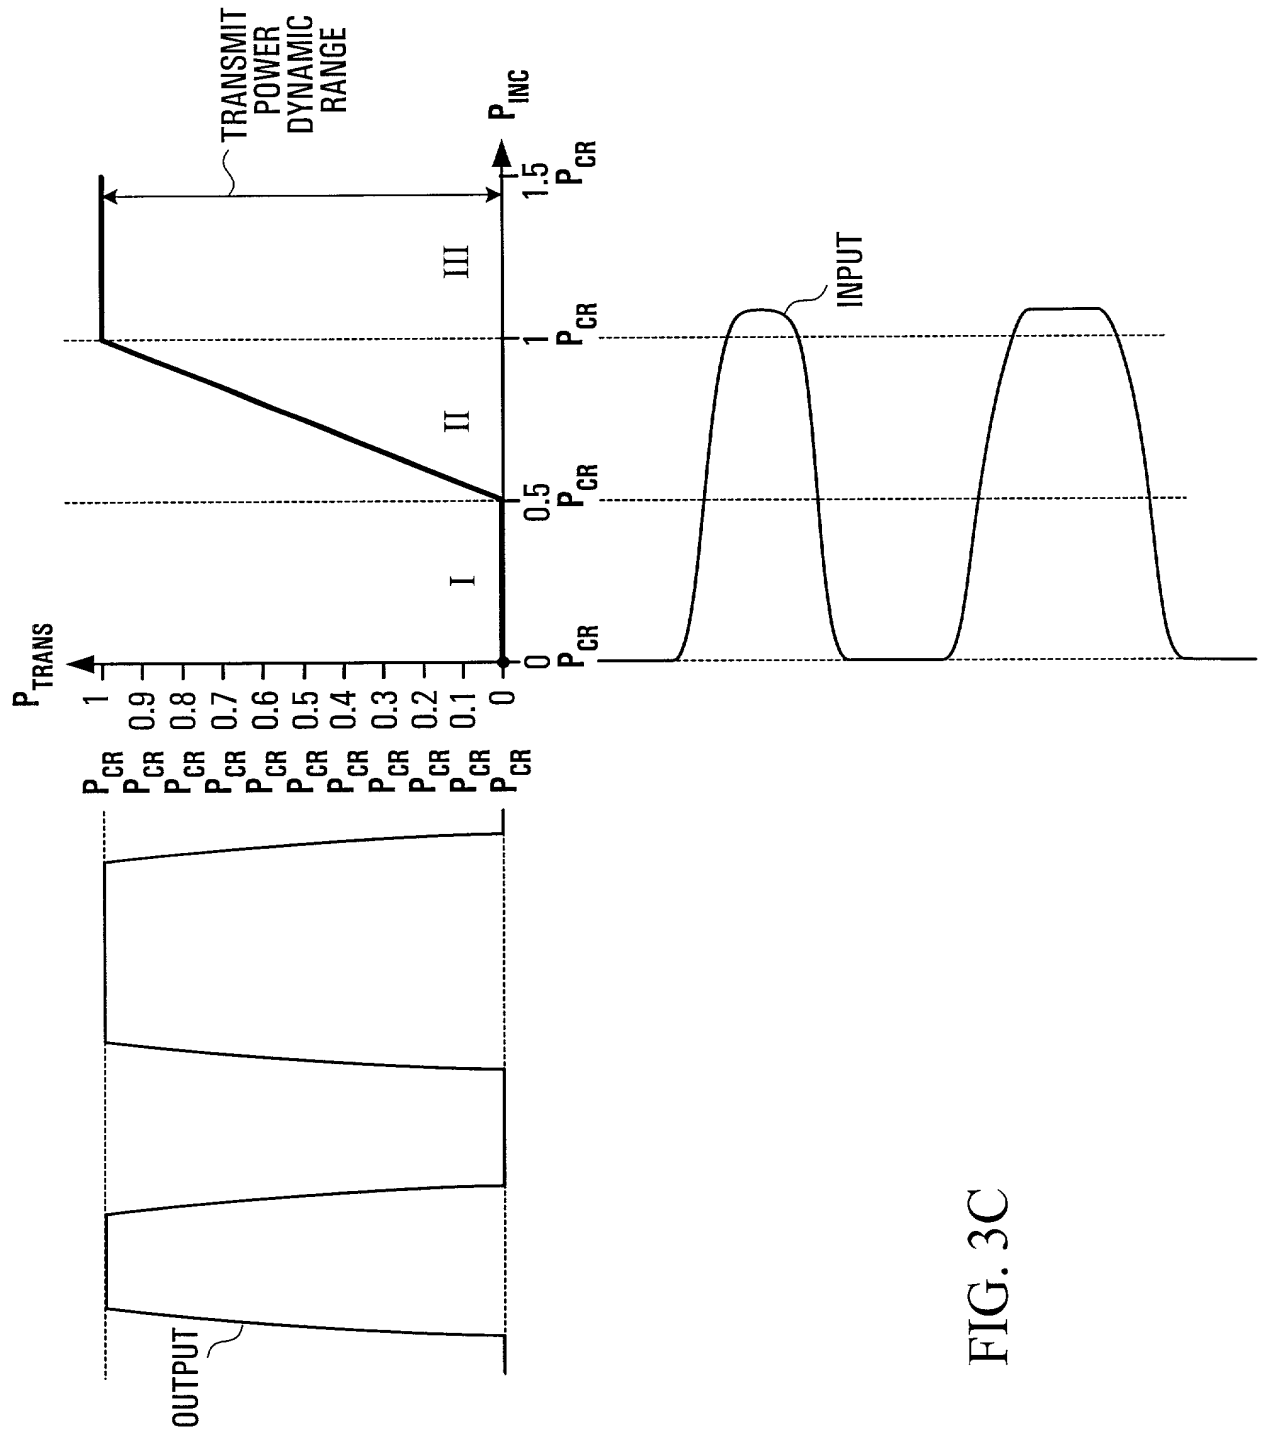 P_TRANS
1 P_CR
0.9 P_CR
0.8 P_CR
0.7 P_CR
0.6 P_CR
0.5 P_CR
0.4 P_CR
0.3 P_CR
0.2 P_CR
0.1 P_CR
0 P_CR
TRANSMIT
POWER
DYNAMIC
RANGE
I
II
III
0
P_CR
0.5
P_CR
1
P_CR
1.5
P_CR
P_INC
OUTPUT
INPUT
FIG. 3C